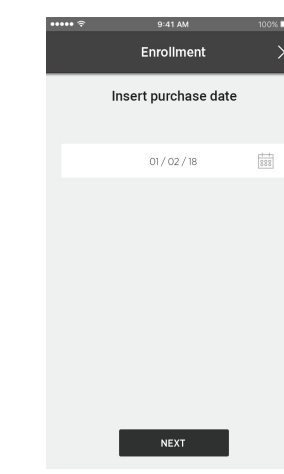 9:41 AM 100%
Enrollment
Insert purchase date
01 / 02 / 18
NEXT